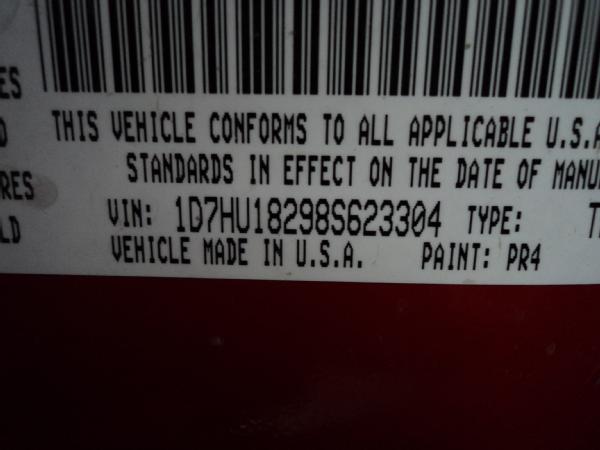 ES
THIS VEHICLE CONFORMS TO ALL APPLICABLE U.S.A
STANDARDS IN EFFECT ON THE DATE OF MANU
RES
VIN: 1D7HU18298S623304 TYPE: T
LD
VEHICLE MADE IN U.S.A. PAINT: PR4